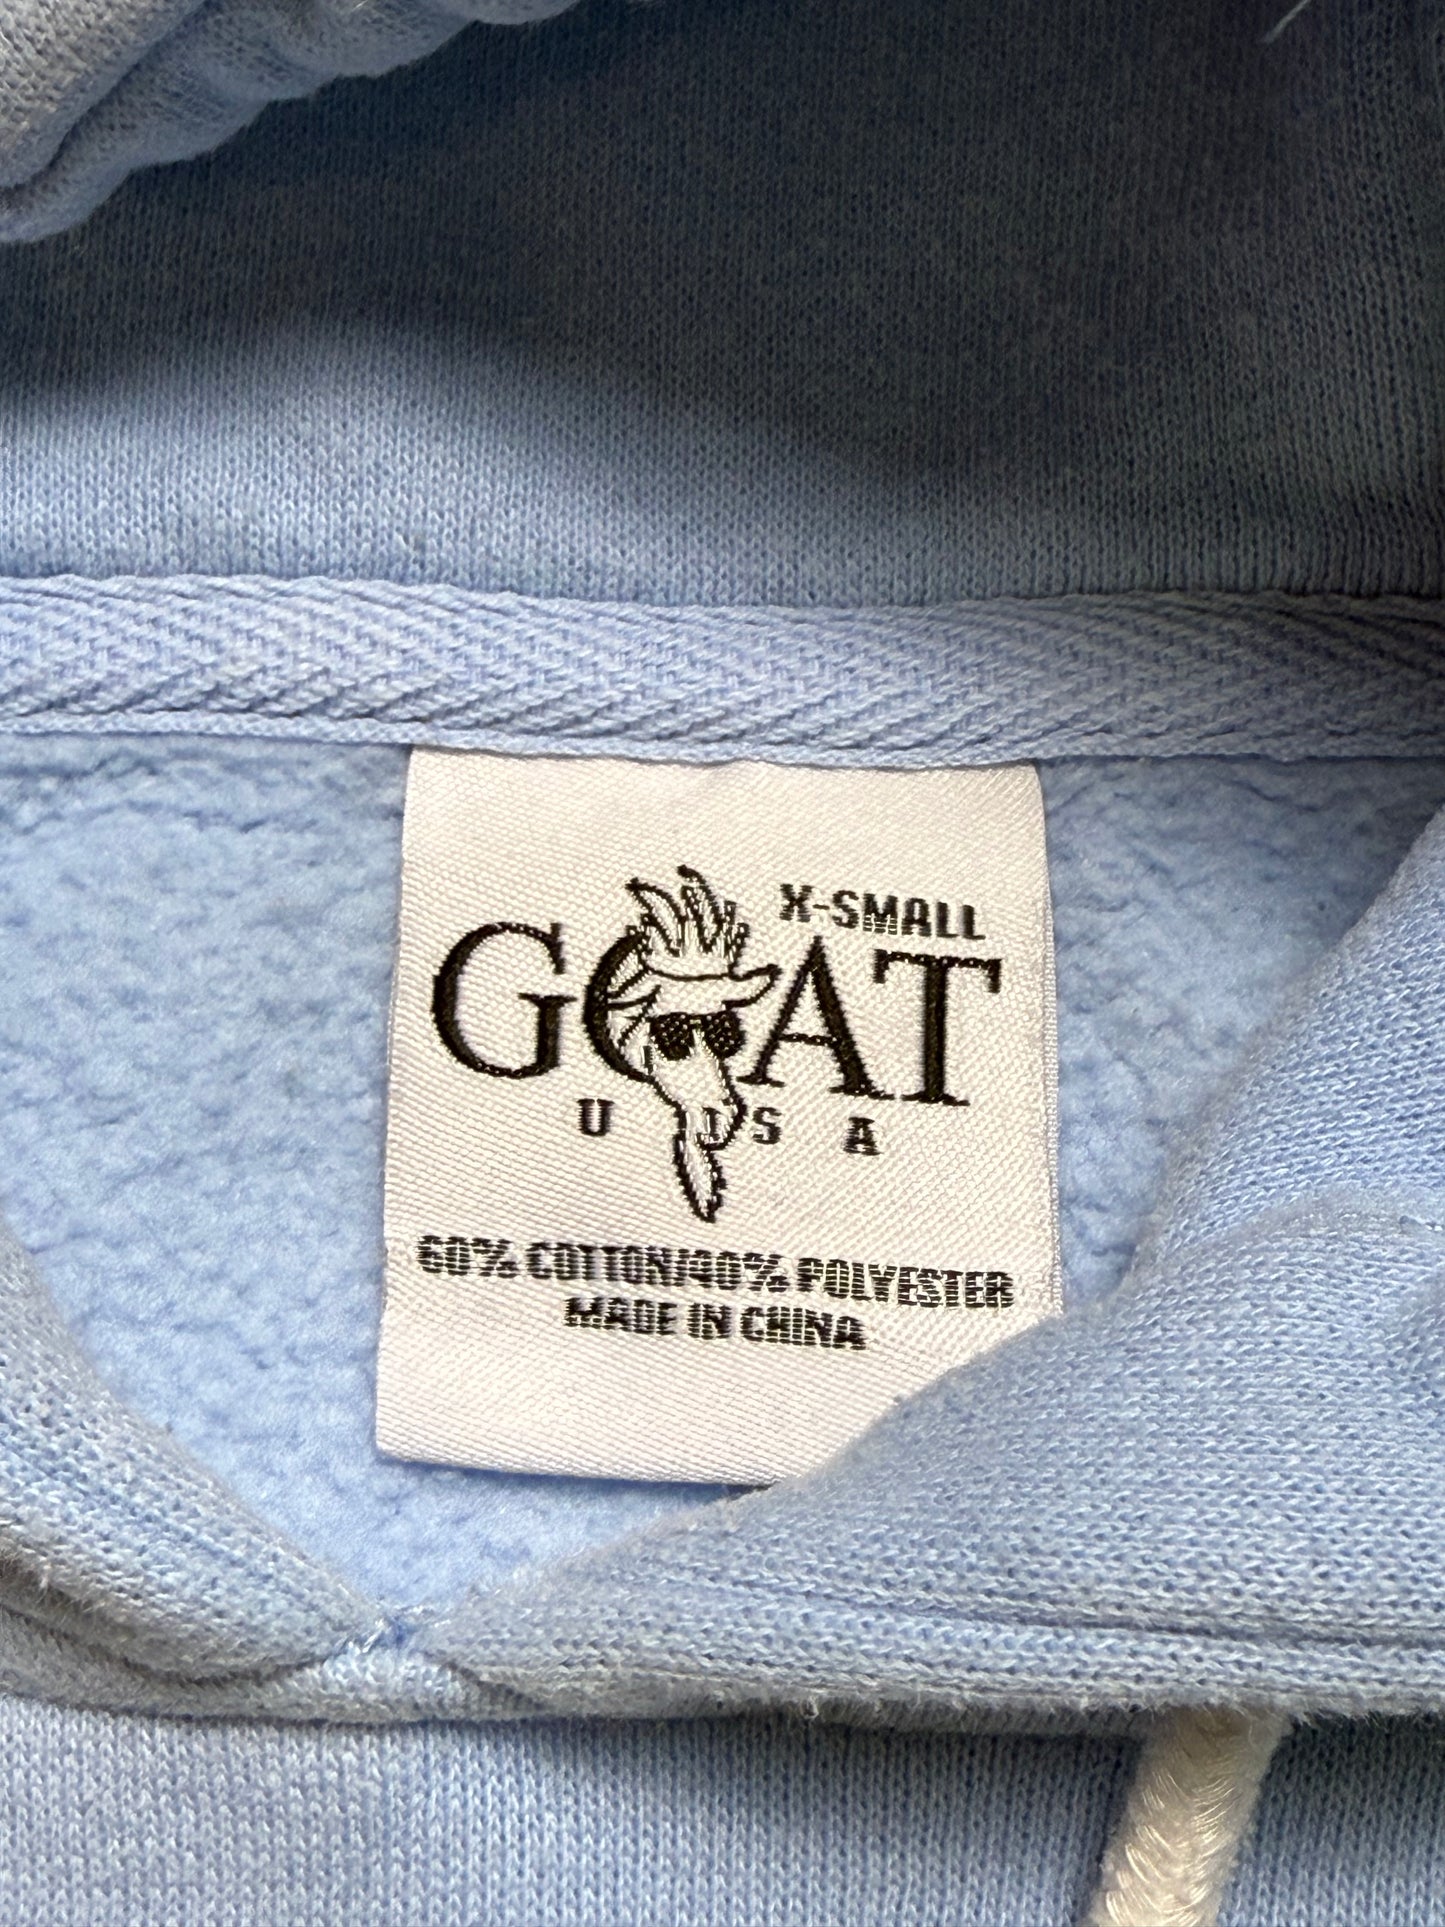 X-SMALL
GOAT
USA
60% COTTON/40% POLYESTER
MADE IN CHINA